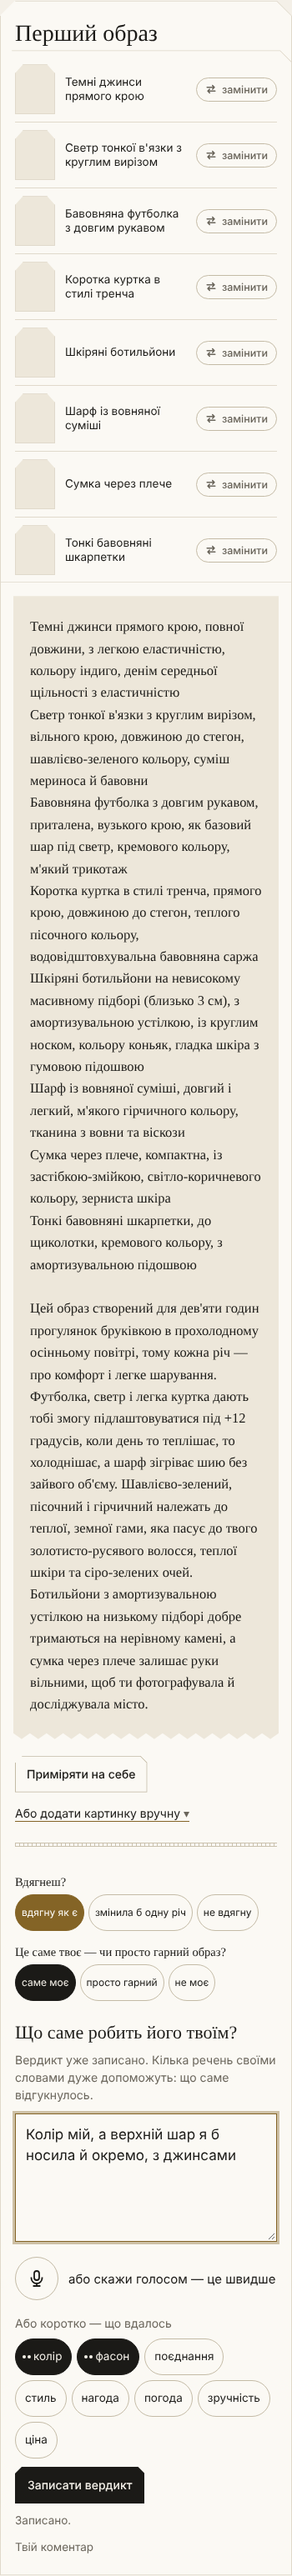 Перший образ
Темні джинси
прямого крою
замінити
Светр тонкої в'язки з
круглим вирізом
замінити
Бавовняна футболка
з довгим рукавом
замінити
Коротка куртка в
стилі тренча
замінити
Шкіряні ботильйони
замінити
Шарф із вовняної
суміші
замінити
Сумка через плече
замінити
Тонкі бавовняні
шкарпетки
замінити
Темні джинси прямого крою, повної
довжини, з легкою еластичністю,
кольору індиго, денім середньої
щільності з еластичністю
Светр тонкої в'язки з круглим вирізом,
вільного крою, довжиною до стегон,
шавлієво-зеленого кольору, суміш
мериноса й бавовни
Бавовняна футболка з довгим рукавом,
приталена, вузького крою, як базовий
шар під светр, кремового кольору,
м'який трикотаж
Коротка куртка в стилі тренча, прямого
крою, довжиною до стегон, теплого
пісочного кольору,
водовідштовхувальна бавовняна саржа
Шкіряні ботильйони на невисокому
масивному підборі (близько 3 см), з
амортизувальною устілкою, із круглим
носком, кольору коньяк, гладка шкіра з
гумовою підошвою
Шарф із вовняної суміші, довгий і
легкий, м'якого гірчичного кольору,
тканина з вовни та віскози
Сумка через плече, компактна, із
застібкою-змійкою, світло-коричневого
кольору, зерниста шкіра
Тонкі бавовняні шкарпетки, до
щиколотки, кремового кольору, з
амортизувальною підошвою
Цей образ створений для дев'яти годин
прогулянок бруківкою в прохолодному
осінньому повітрі, тому кожна річ —
про комфорт і легке шарування.
Футболка, светр і легка куртка дають
тобі змогу підлаштовуватися під +12
градусів, коли день то теплішає, то
холоднішає, а шарф зігріває шию без
зайвого об'єму. Шавлієво-зелений,
пісочний і гірчичний належать до
теплої, земної гами, яка пасує до твого
золотисто-русявого волосся, теплої
шкіри та сіро-зелених очей.
Ботильйони з амортизувальною
устілкою на низькому підборі добре
тримаються на нерівному камені, а
сумка через плече залишає руки
вільними, щоб ти фотографувала й
досліджувала місто.
Приміряти на себе
Або додати картинку вручну ▾
Вдягнеш?
вдягну як є
змінила б одну річ
не вдягну
Це саме твоє — чи просто гарний образ?
саме моє
просто гарний
не моє
Що саме робить його твоїм?
Вердикт уже записано. Кілька речень своїми
словами дуже допоможуть: що саме
відгукнулось.
Колір мій, а верхній шар я б
носила й окремо, з джинсами
або скажи голосом — це швидше
Або коротко — що вдалось
•• колір
•• фасон
поєднання
стиль
нагода
погода
зручність
ціна
Записати вердикт
Записано.
Твій коментар